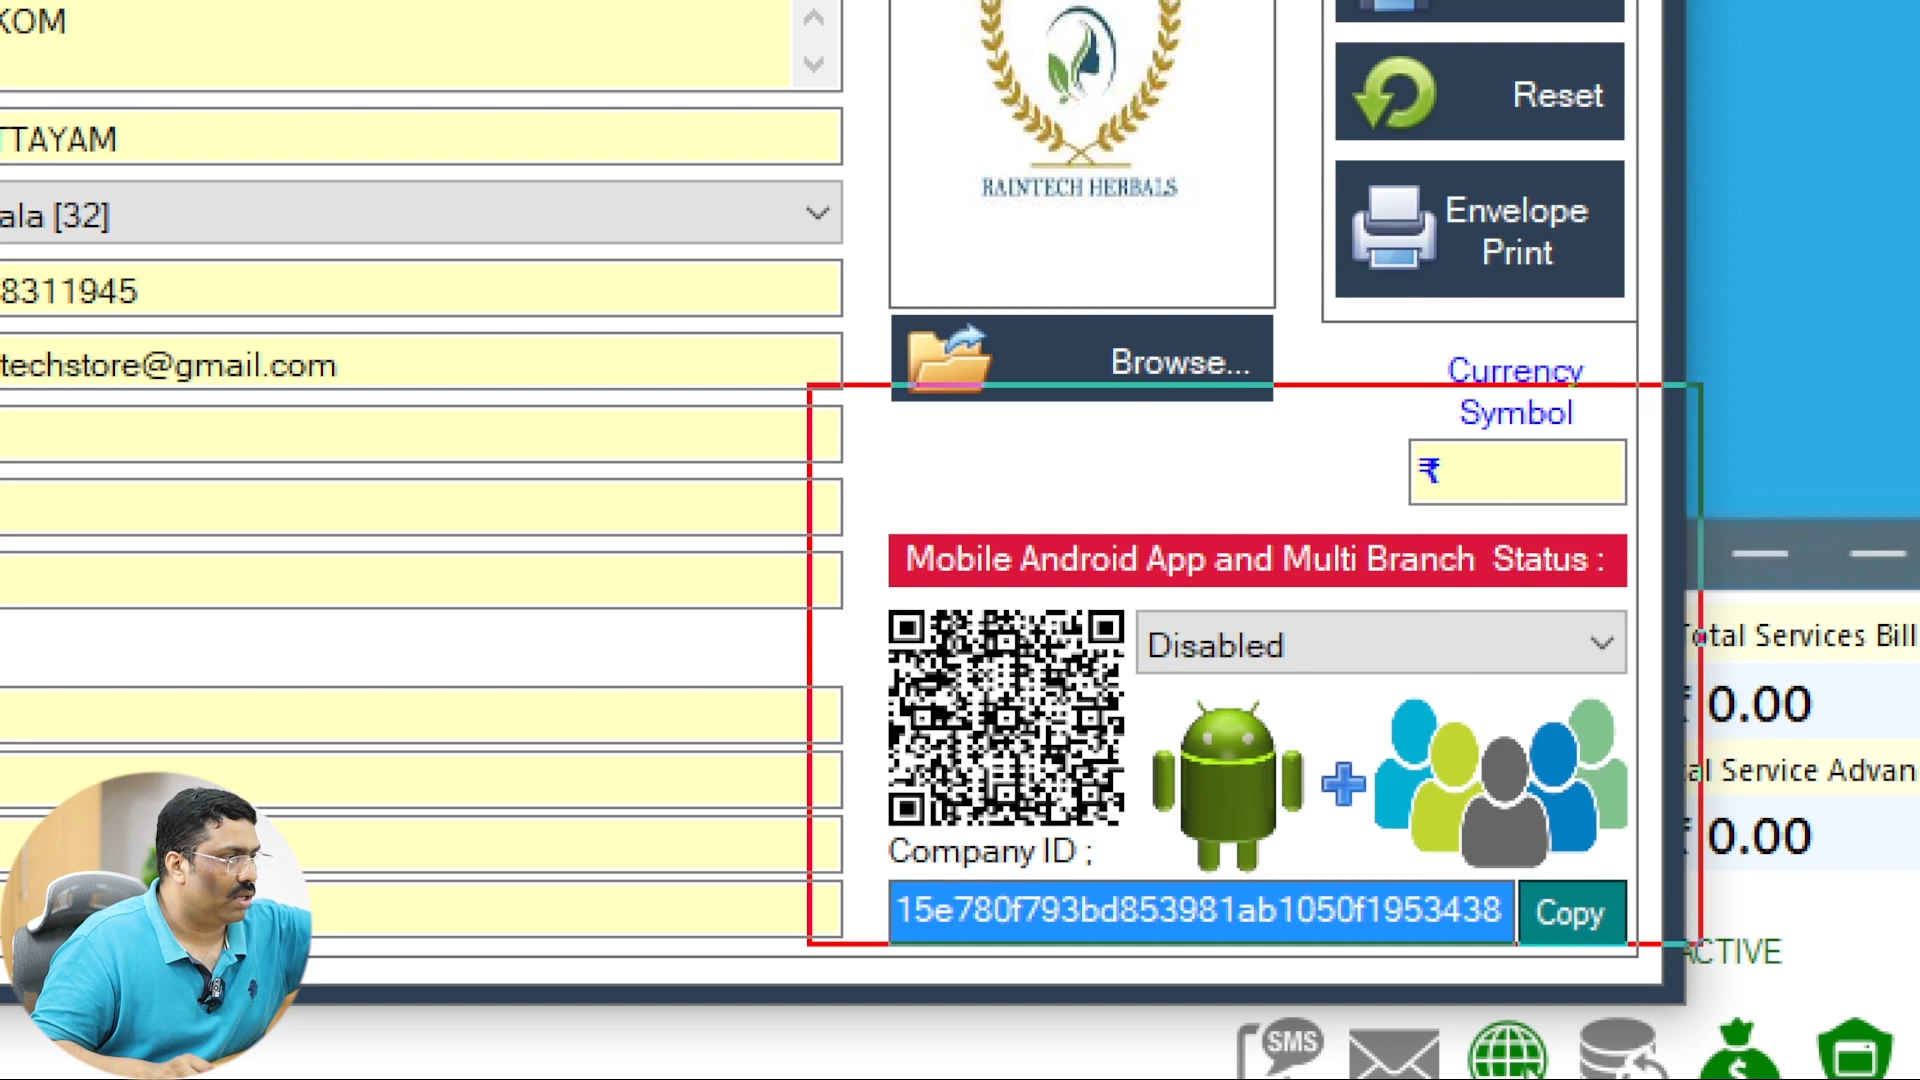 KOM
TTAYAM
ala [32]
8311945
techstore@gmail.com
RAINTECH HERBALS
Browse...
Reset
Envelope
Print
Currency
Symbol
₹
Mobile Android App and Multi Branch Status :
Disabled
Company ID ;
15e780f793bd853981ab1050f1953438
Copy
Total Services Bill
₹ 0.00
al Service Advan
₹ 0.00
ACTIVE
SMS
$